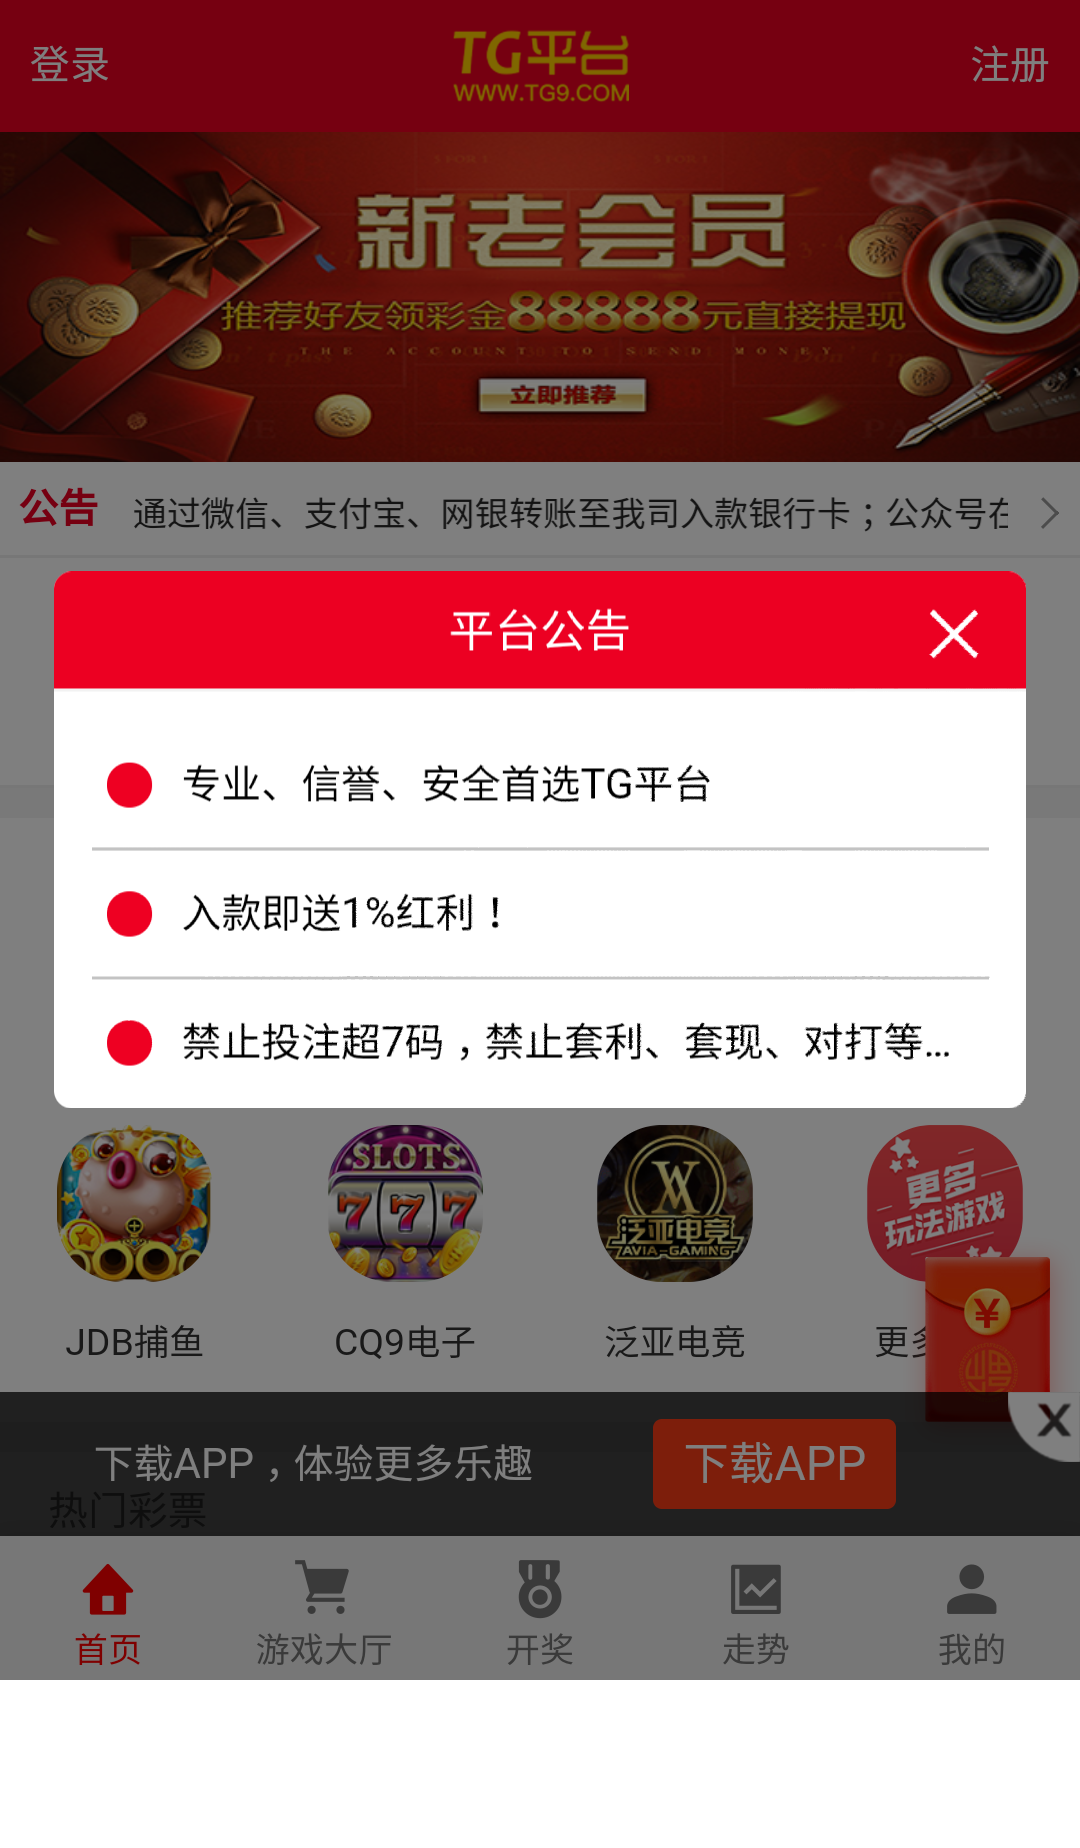 登录
TG平台
WWW.TG9.COM
注册
新老会员
推荐好友领彩金88888元直接提现
THE ACCOUNT TO SEND MONEY
立即推荐
公告
通过微信、支付宝、网银转账至我司入款银行卡；公众号在
平台公告
专业、信誉、安全首选TG平台
入款即送1%红利！
禁止投注超7码，禁止套利、套现、对打等...
SLOTS
777
泛亚电竞
AVIA-GAMING
更多
玩法游戏
¥
JDB捕鱼
CQ9电子
泛亚电竞
更多
下载APP，体验更多乐趣
下载APP
X
热门彩票
首页
游戏大厅
开奖
走势
我的